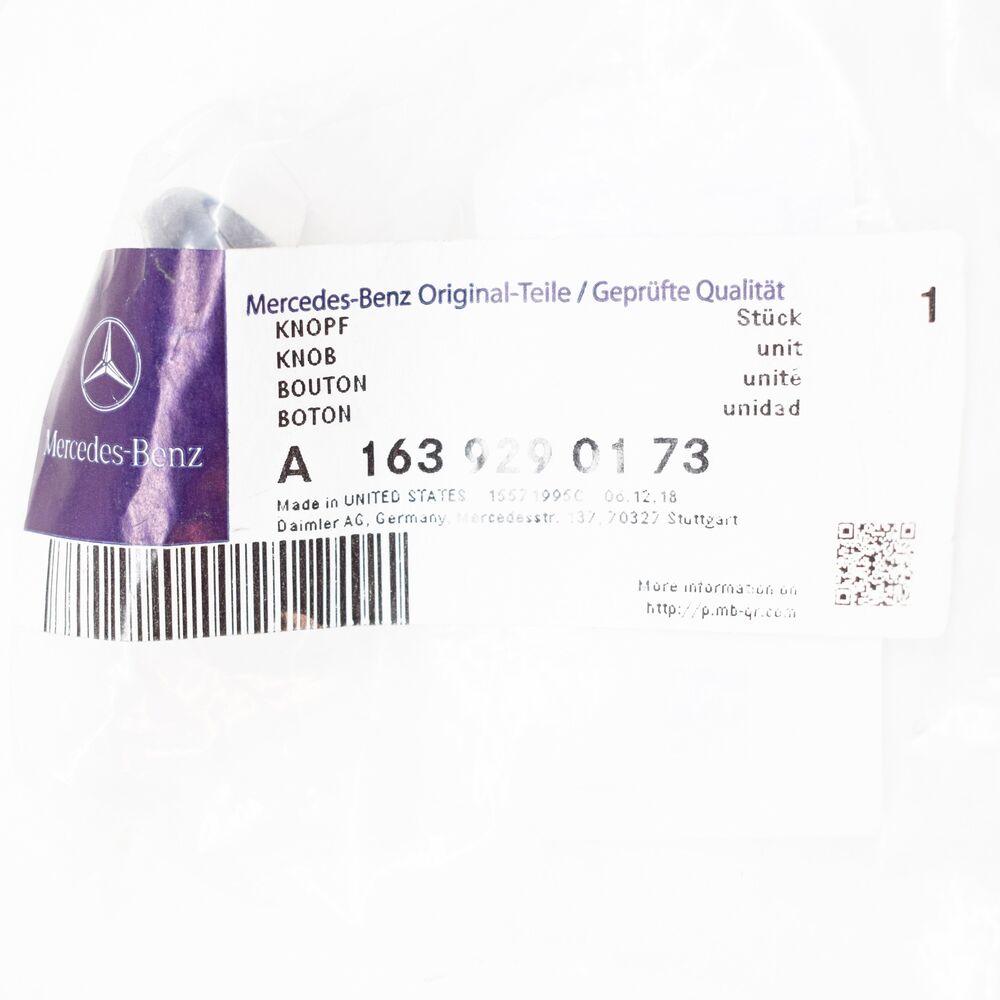 Mercedes-Benz
Mercedes-Benz Original-Teile / Geprüfte Qualität
1
KNOPF Stück
KNOB unit
BOUTON unité
BOTON unidad
A 163 929 01 73
Made in UNITED STATES 06.12.18
Daimler AG, Germany, Mercedesstr. 137, 70327 Stuttgart
More information on
http://p.mb-qr.com